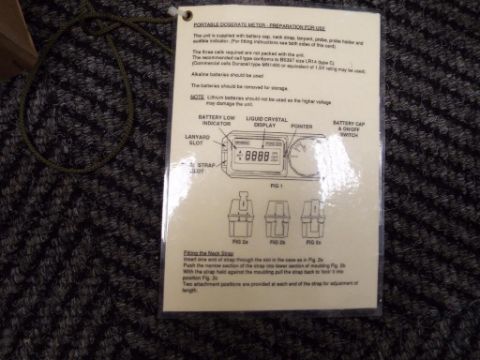 PORTABLE DOSERATE METER - PREPARATION FOR USE
The unit is supplied with battery cap, neck strap, lanyard, probe, probe holder and
audible indicator. (For fitting instructions see both sides of this card)
The three cells required are not packed with the unit.
The recommended cell type conforms to BS397 size LR14 (size C)
(Commercial cells Duracell type MN1400 or equivalent of 1.5V rating may be used).
Alkaline batteries should be used
The batteries should be removed for storage.
NOTE Lithium batteries should not be used as the higher voltage
may damage the unit.
BATTERY LOW
INDICATOR
LIQUID CRYSTAL
DISPLAY
POINTER
BATTERY CAP
& ON/OFF
SWITCH
LANYARD
SLOT
STRAP
SLOT
8888
FIG 1
FIG 2a
FIG 2b
FIG 2c
Fitting the Neck Strap
Insert one end of strap through the slot in the case as in Fig. 2a
Push the narrow section of the strap into lower section of moulding Fig. 2b
With the strap held against the moulding pull the strap back to lock it into
position Fig. 2c
Two attachment positions are provided at each end of the strap for adjustment of
length.